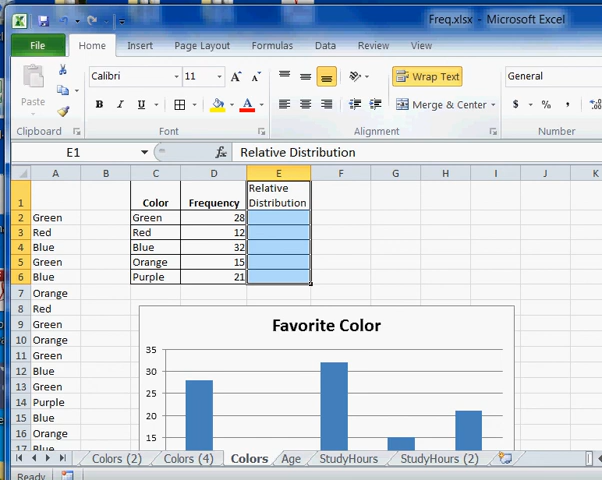 Freq.xlsx - Microsoft Excel
File Home Insert Page Layout Formulas Data Review View
Calibri 11 A A Wrap Text General
Paste B I U A Merge & Center $ % ,
Clipboard Font Alignment Number
E1 fx Relative Distribution
A B C D E F G H I K
Relative
1 Color Frequency Distribution
2 Green Green 28
3 Red Red 12
4 Blue Blue 32
5 Green Orange 15
6 Blue Purple 21
7 Orange
8 Red
9 Green
10 Orange
11 Green
12 Blue
13 Green
14 Purple
15 Blue
16 Orange
17 Blue
Favorite Color
35
30
25
20
15
Colors (2) Colors (4) Colors Age StudyHours StudyHours (2)
Ready